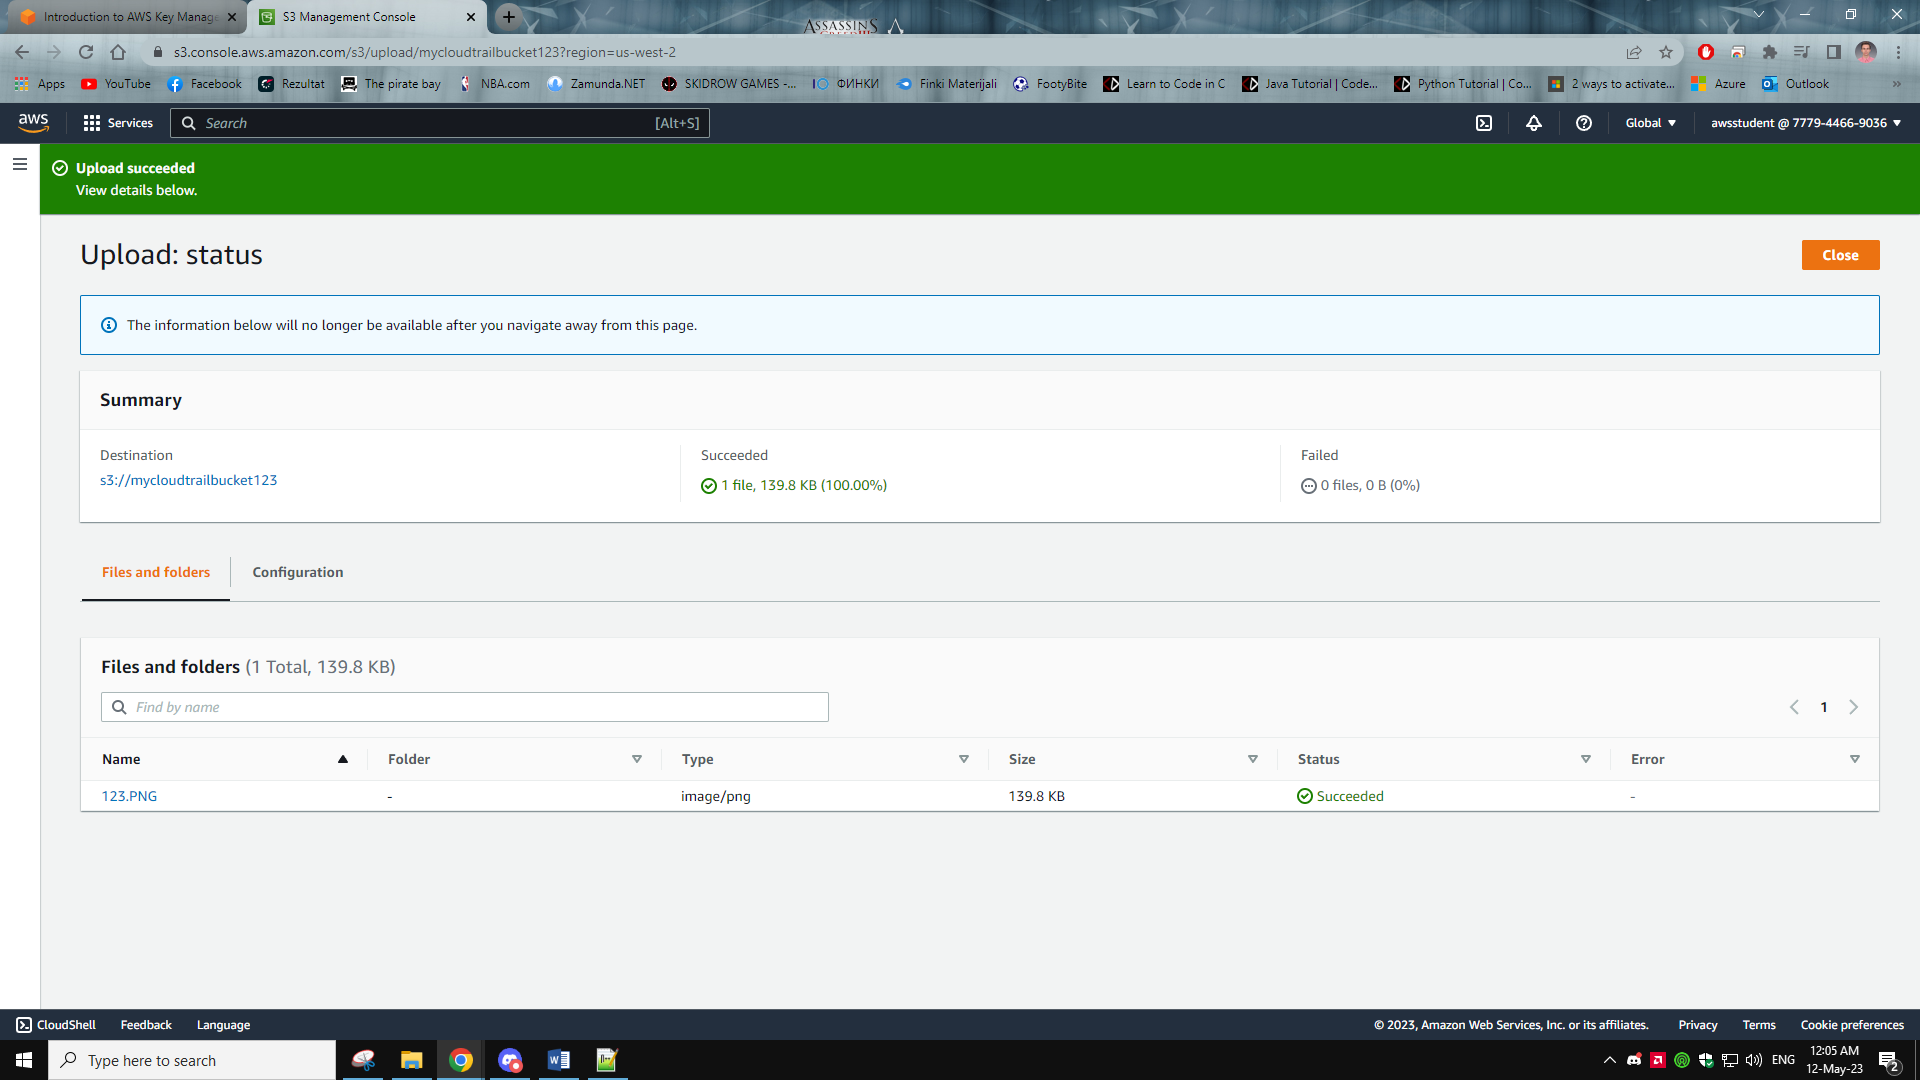 Introduction to AWS Key Manage
S3 Management Console
ASSASSINS
CREED III
s3.console.aws.amazon.com/s3/upload/mycloudtrailbucket123?region=us-west-2
Apps YouTube Facebook Rezultat The pirate bay NBA.com Zamunda.NET SKIDROW GAMES -... ФИНКИ Finki Materijali FootyBite Learn to Code in C Java Tutorial | Code... Python Tutorial | Co... 2 ways to activate... Azure Outlook »
aws Services Search [Alt+S] Global awsstudent @ 7779-4466-9036
Upload succeeded
View details below.
Upload: status
Close
The information below will no longer be available after you navigate away from this page.
Summary
Destination
s3://mycloudtrailbucket123
Succeeded
1 file, 139.8 KB (100.00%)
Failed
0 files, 0 B (0%)
Files and folders Configuration
Files and folders (1 Total, 139.8 KB)
Find by name
1
Name Folder Type Size Status Error
123.PNG - image/png 139.8 KB Succeeded -
CloudShell Feedback Language © 2023, Amazon Web Services, Inc. or its affiliates. Privacy Terms Cookie preferences
Type here to search
ENG
12:05 AM
12-May-23
2